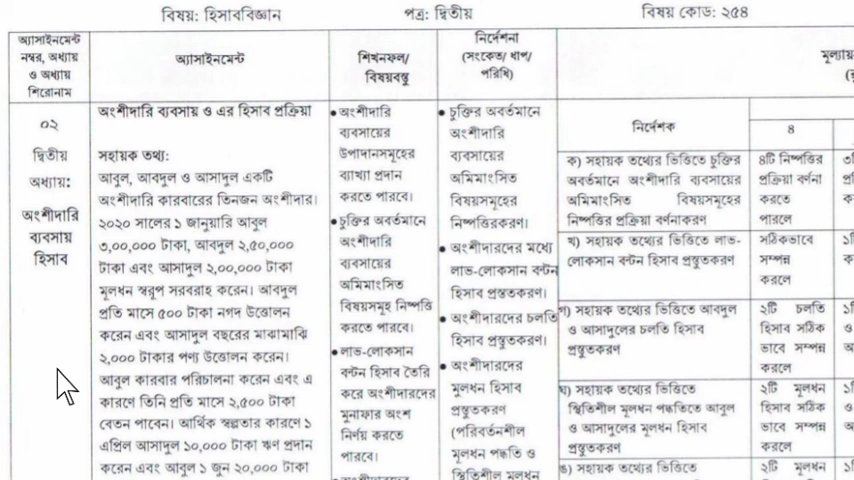 বিষয়: হিসাববিজ্ঞান
পত্র: দ্বিতীয়
বিষয় কোড: ২৫৪
অ্যাসাইনমেন্ট
নম্বর, অধ্যায়
ও অধ্যায়
শিরোনাম
অ্যাসাইনমেন্ট
শিখনফল/
বিষয়বস্তু
নির্দেশনা
(সংকেত/ ধাপ/
পরিধি)
মূল্যায়
০২
দ্বিতীয়
অধ্যায়:
অংশীদারি
ব্যবসায়
হিসাব
অংশীদারি ব্যবসায় ও এর হিসাব প্রক্রিয়া
সহায়ক তথ্য:
আবুল, আবদুল ও আসাদুল একটি
অংশীদারি কারবারের তিনজন অংশীদার।
২০২০ সালের ১ জানুয়ারি আবুল
৩,০০,০০০ টাকা, আবদুল ২,৫০,০০০
টাকা এবং আসাদুল ২,০০,০০০ টাকা
মূলধন স্বরূপ সরবরাহ করেন। আবদুল
প্রতি মাসে ৫০০ টাকা নগদ উত্তোলন
করেন এবং আসাদুল বছরের মাঝামাঝি
২,০০০ টাকার পণ্য উত্তোলন করেন।
আবুল কারবার পরিচালনা করেন এবং এ
কারণে তিনি প্রতি মাসে ২,৫০০ টাকা
বেতন পাবেন। আর্থিক স্বল্পতার কারণে ১
এপ্রিল আসাদুল ১০,০০০ টাকা ঋণ প্রদান
করেন এবং আবুল ১ জুন ২০,০০০ টাকা
• অংশীদারি
ব্যবসায়ের
উপাদানসমূহের
ব্যাখ্যা প্রদান
করতে পারবে।
• চুক্তির অবর্তমানে
অংশীদারি
ব্যবসায়ের
অমিমাংসিত
বিষয়সমূহ নিষ্পত্তি
করতে পারবে।
• লাভ-লোকসান
বন্টন হিসাব তৈরি
করে অংশীদারদের
মুনাফার অংশ
নির্ণয় করতে
পারবে।
• অংশীদারদের
• চুক্তির অবর্তমানে
অংশীদারি
ব্যবসায়ের
অমিমাংসিত
বিষয়সমূহের
নিষ্পত্তিরকরণ।
• অংশীদারদের মধ্যে
লাভ-লোকসান বন্টন
হিসাব প্রস্ততকরণ।
• অংশীদারদের চলতি
হিসাব প্রস্তুতকরণ।
• অংশীদারদের
মুলধন হিসাব
প্রস্তুতকরণ
(পরিবর্তনশীল
মূলধন পদ্ধতি ও
স্থিতিশীল মূলধন
নির্দেশক
৪
ক) সহায়ক তথ্যের ভিত্তিতে চুক্তির
অবর্তমানে অংশীদারি ব্যবসায়ের
অমিমাংসিত বিষয়সমূহের
নিষ্পত্তির প্রক্রিয়া বর্ণনাকরণ
৪টি নিষ্পত্তির
প্রক্রিয়া বর্ণনা
করতে
পারলে
খ) সহায়ক তথ্যের ভিত্তিতে লাভ-
লোকসান বন্টন হিসাব প্রস্তুতকরণ
সঠিকভাবে
সম্পন্ন
করলে
গ) সহায়ক তথ্যের ভিত্তিতে আবদুল
ও আসাদুলের চলতি হিসাব
প্রস্তুতকরণ
২টি চলতি
হিসাব সঠিক
ভাবে সম্পন্ন
করলে
ঘ) সহায়ক তথ্যের ভিত্তিতে
স্থিতিশীল মূলধন পদ্ধতিতে আবুল
ও আসাদুলের মূলধন হিসাব
প্রস্তুতকরণ
২টি মূলধন
হিসাব সঠিক
ভাবে সম্পন্ন
করলে
ঙ) সহায়ক তথ্যের ভিত্তিতে
২টি মূলধন